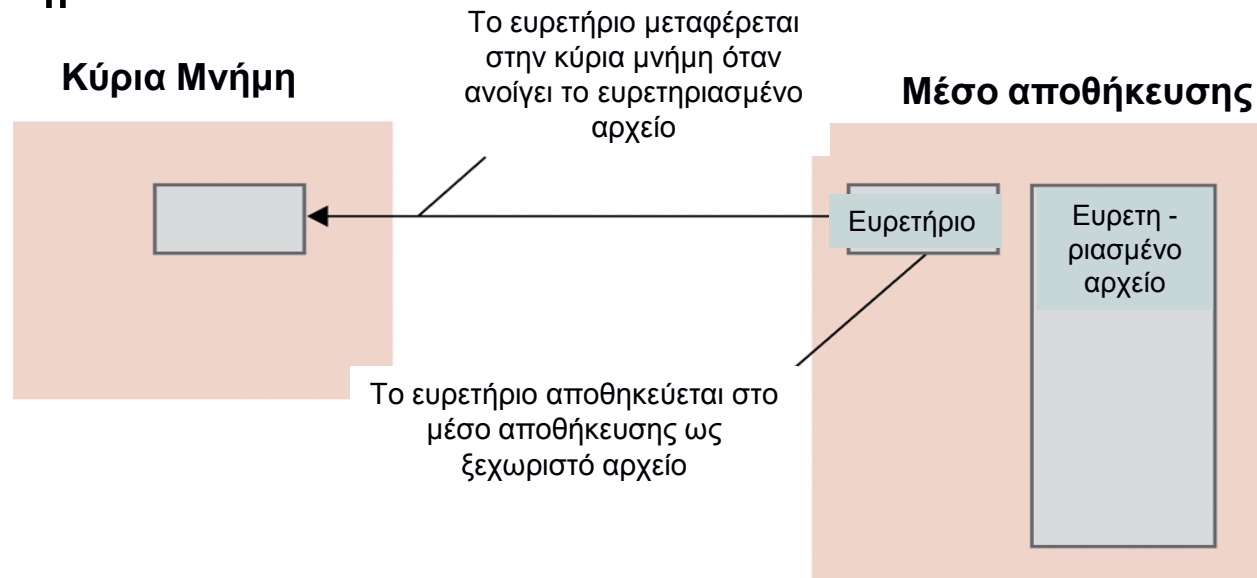 Το ευρετήριο μεταφέρεται
στην κύρια μνήμη όταν
ανοίγει το ευρετηριασμένο
αρχείο
Κύρια Μνήμη
Μέσο αποθήκευσης
Ευρετήριο
Ευρετη -
ριασμένο
αρχείο
Το ευρετήριο αποθηκεύεται στο
μέσο αποθήκευσης ως
ξεχωριστό αρχείο